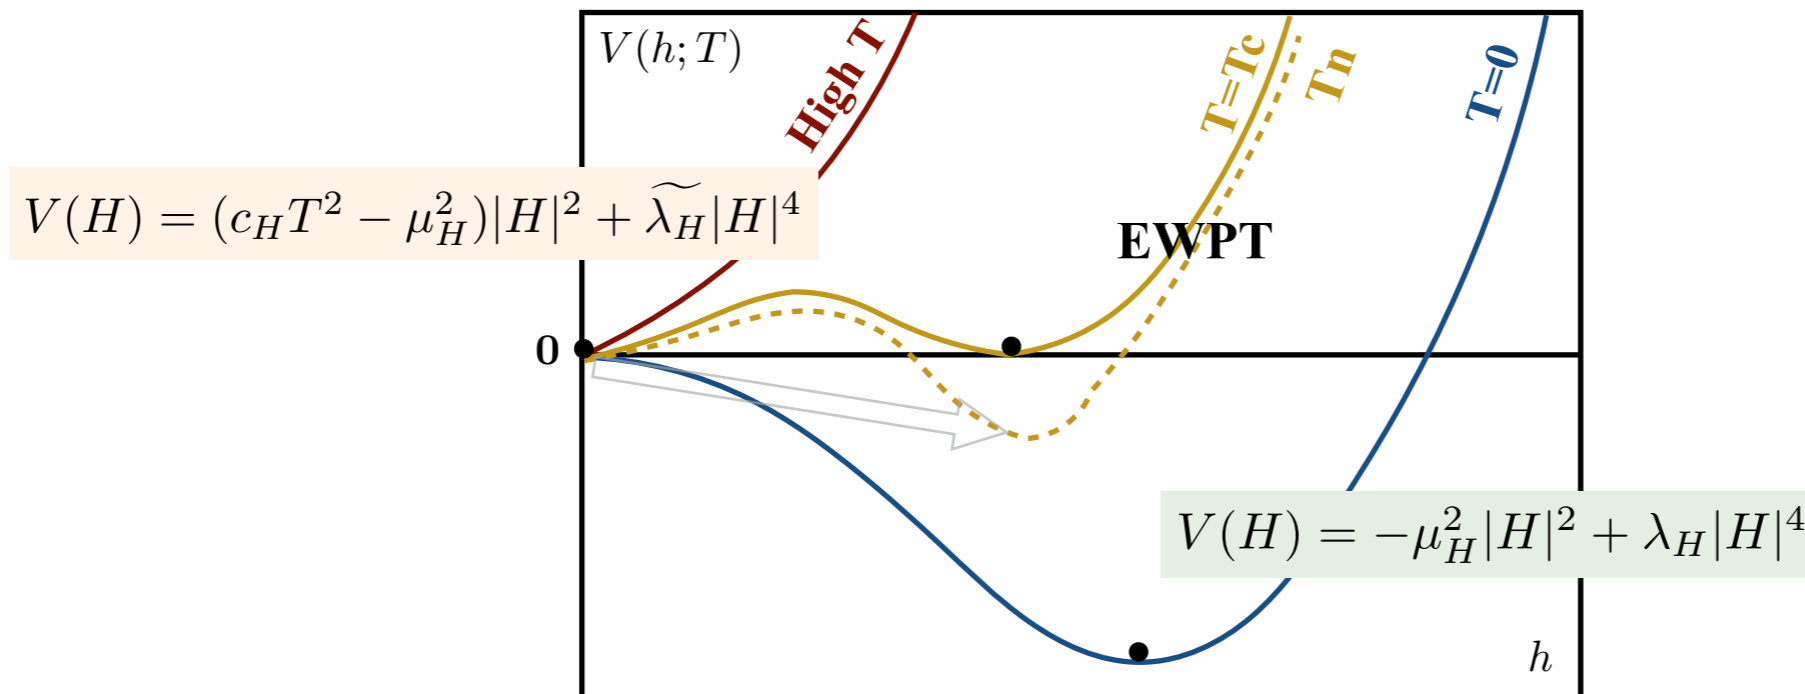 V(h; T)
High T
T=Tc
Tn
T=0
V(H) = (c_H T^2 − μ_H^2)|H|^2 + \widetilde{λ_H}|H|^4
EWPT
0
V(H) = −μ_H^2|H|^2 + λ_H|H|^4
h